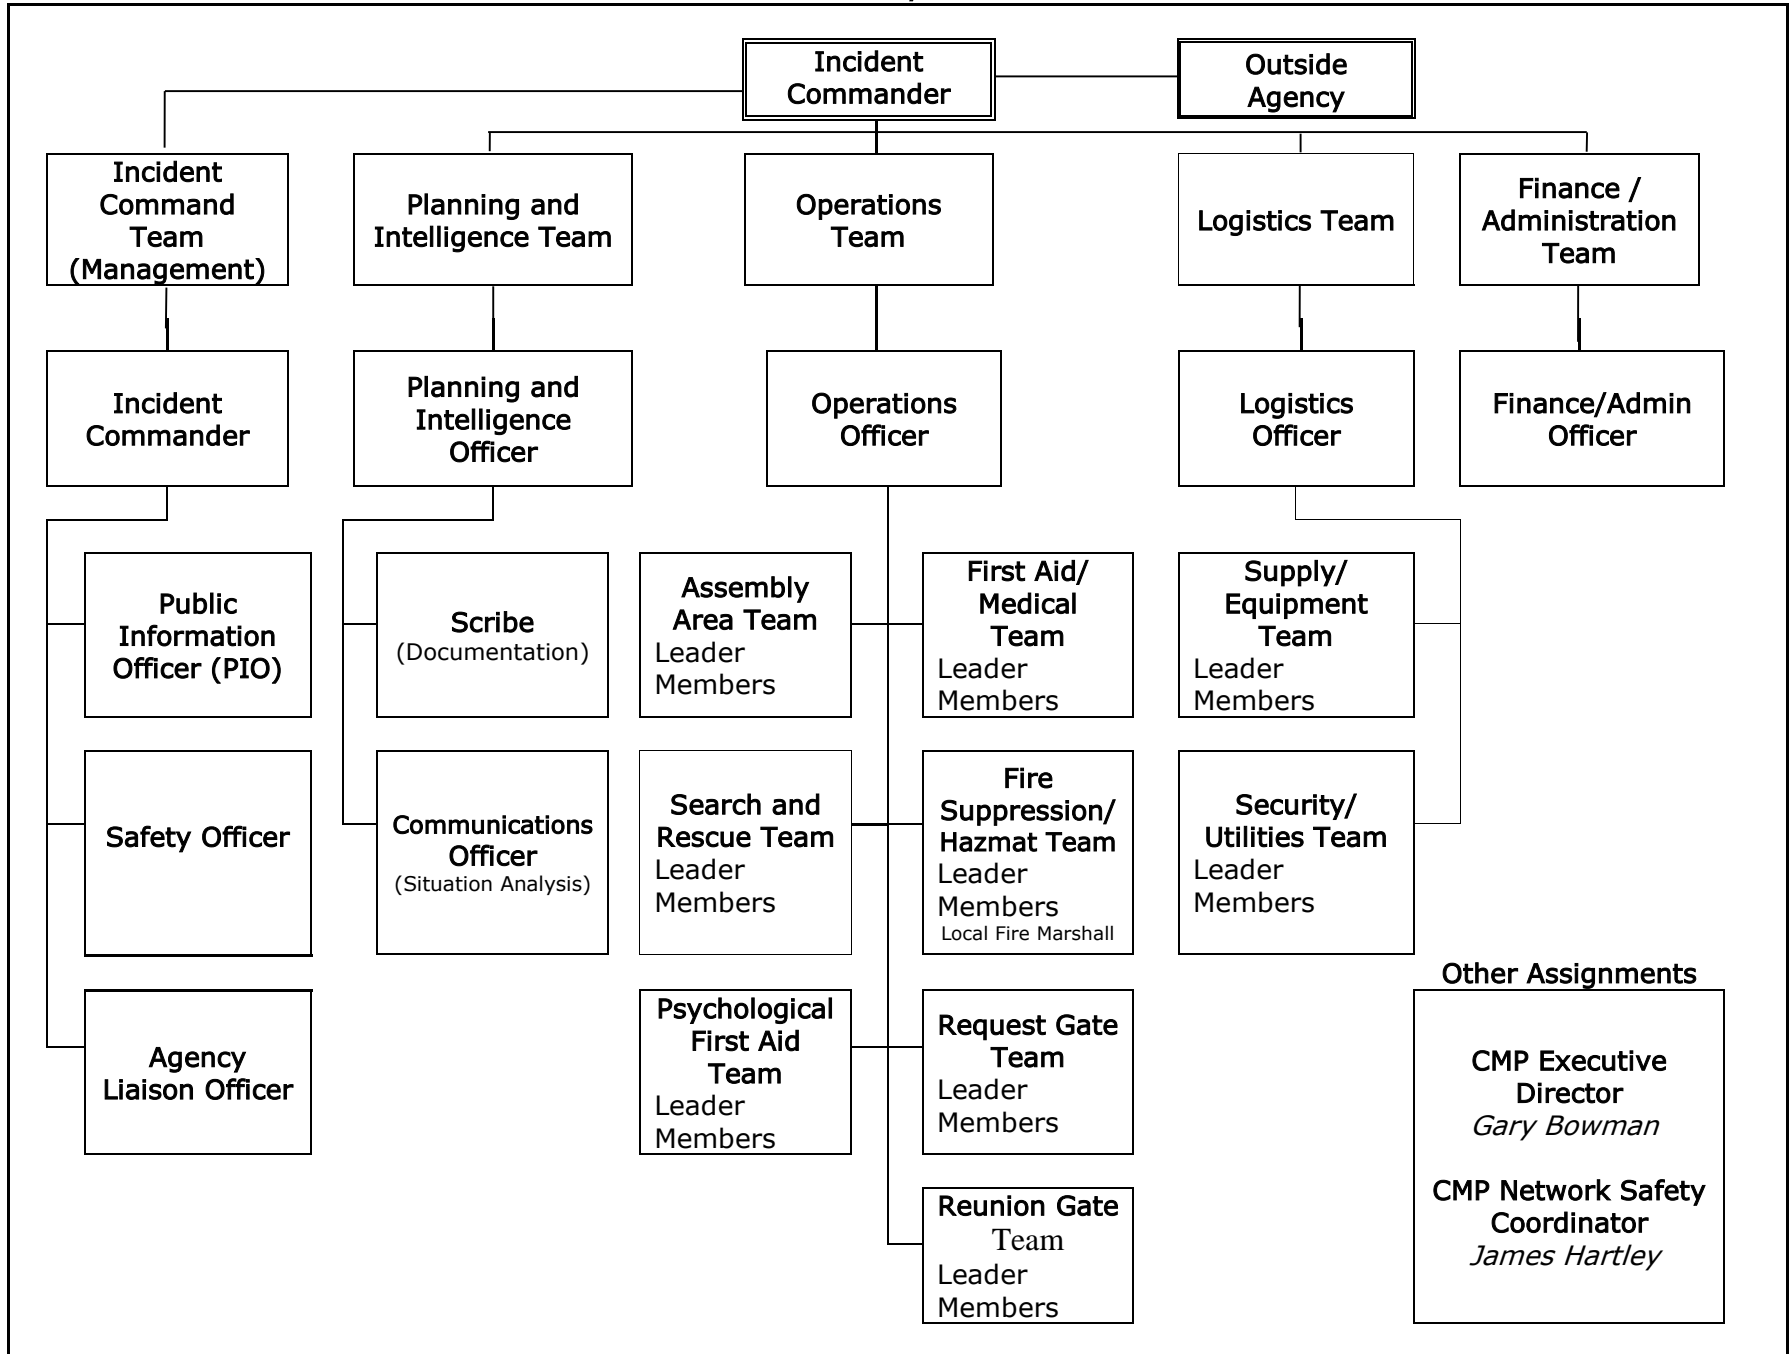 Incident
Commander
Outside
Agency
Incident
Command
Team
(Management)
Planning and
Intelligence Team
Operations
Team
Logistics Team
Finance /
Administration
Team
Incident
Commander
Planning and
Intelligence
Officer
Operations
Officer
Logistics
Officer
Finance/Admin
Officer
Public
Information
Officer (PIO)
Scribe
(Documentation)
Assembly
Area Team
Leader
Members
First Aid/
Medical
Team
Leader
Members
Supply/
Equipment
Team
Leader
Members
Safety Officer
Communications
Officer
(Situation Analysis)
Search and
Rescue Team
Leader
Members
Fire
Suppression/
Hazmat Team
Leader
Members
Local Fire Marshall
Security/
Utilities Team
Leader
Members
Agency
Liaison Officer
Psychological
First Aid
Team
Leader
Members
Request Gate
Team
Leader
Members
Reunion Gate
Team
Leader
Members
Other Assignments
CMP Executive
Director
Gary Bowman
CMP Network Safety
Coordinator
James Hartley